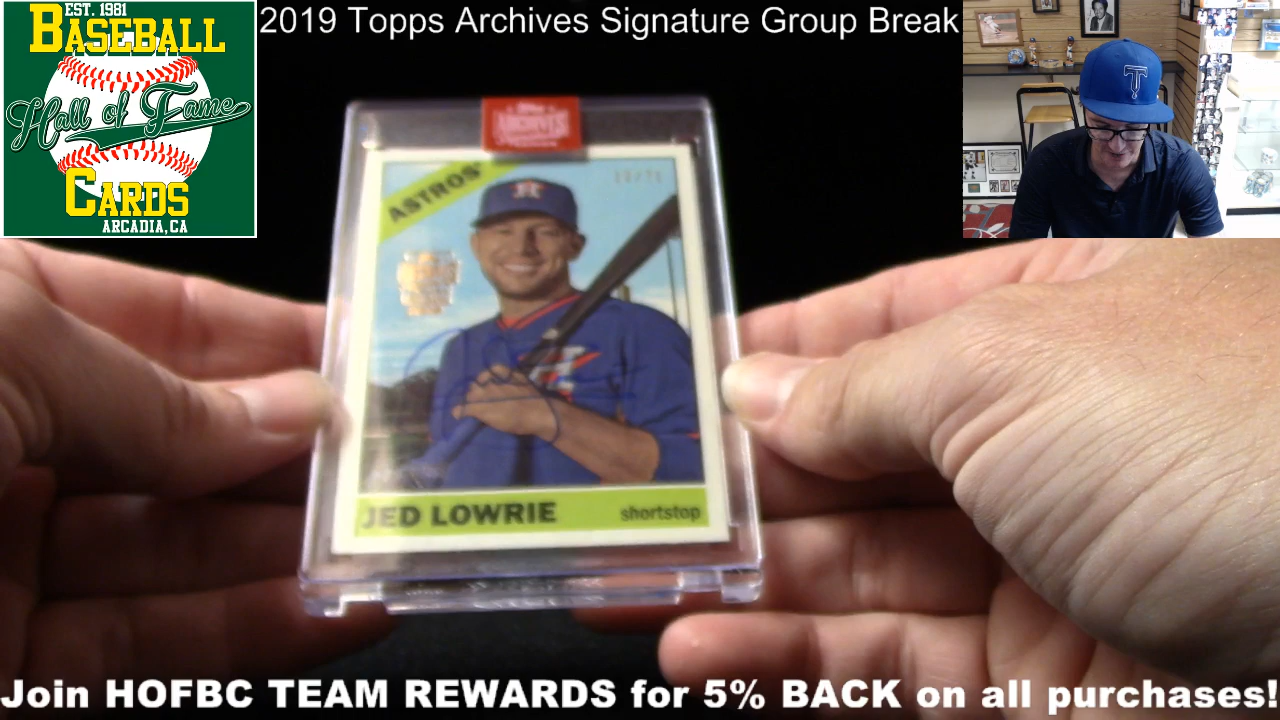 EST. 1981
BASEBALL
Hall of Fame
CARDS
ARCADIA, CA
2019 Topps Archives Signature Group Break
T
ASTROS
JED LOWRIE
shortstop
Join HOFBC TEAM REWARDS for 5% BACK on all purchases!